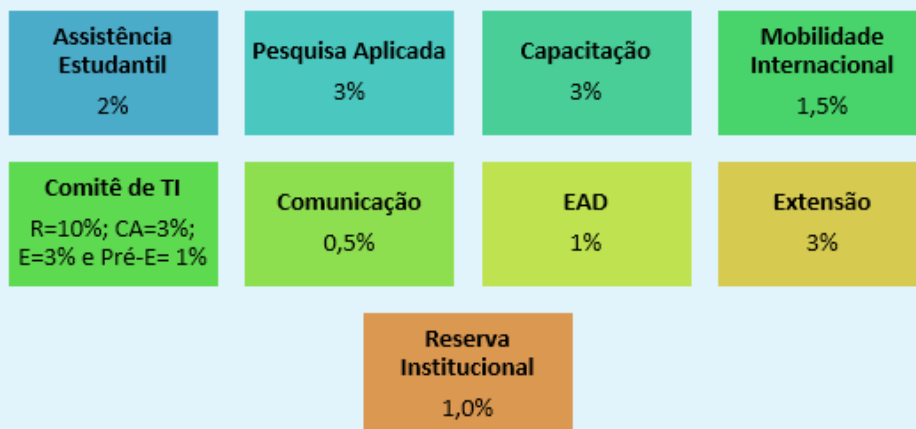 Assistência
Estudantil
2%
Pesquisa Aplicada
3%
Capacitação
3%
Mobilidade
Internacional
1,5%
Comitê de TI
R=10%; CA=3%;
E=3% e Pré-E= 1%
Comunicação
0,5%
EAD
1%
Extensão
3%
Reserva
Institucional
1,0%